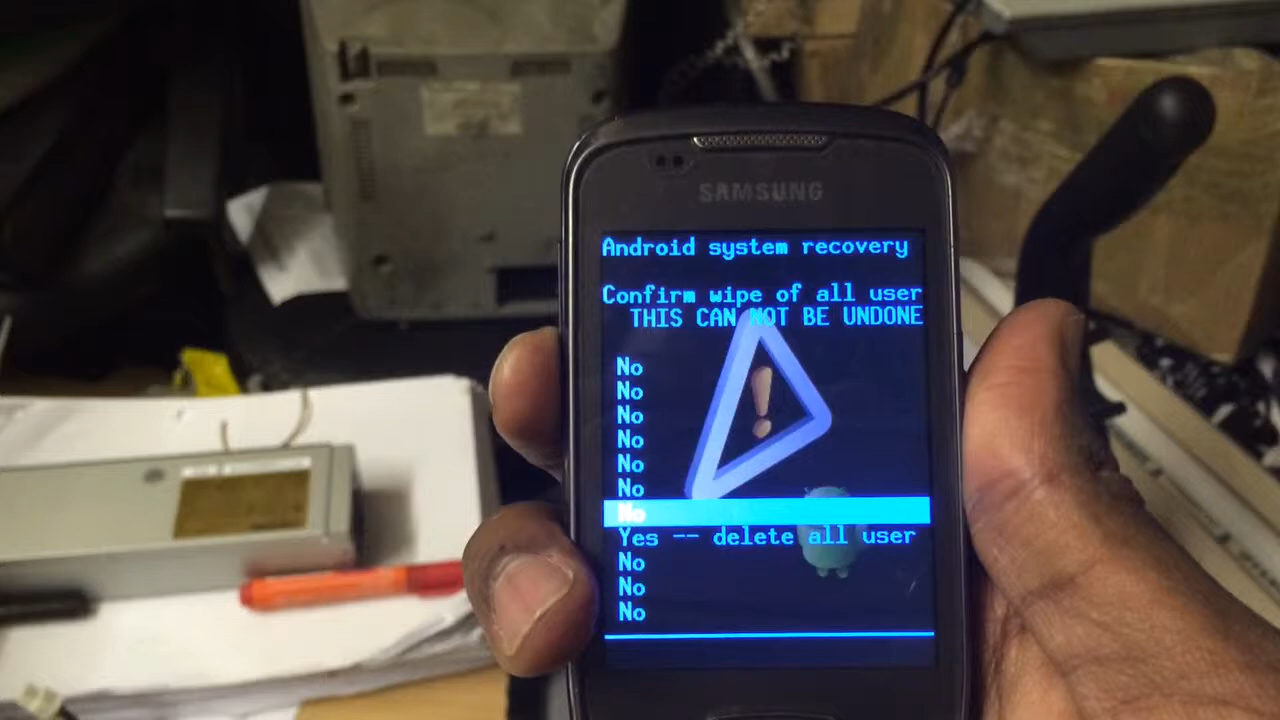 SAMSUNG
Android system recovery
Confirm wipe of all user
THIS CAN NOT BE UNDONE
No
No
No
No
No
No
No
Yes -- delete all user
No
No
No